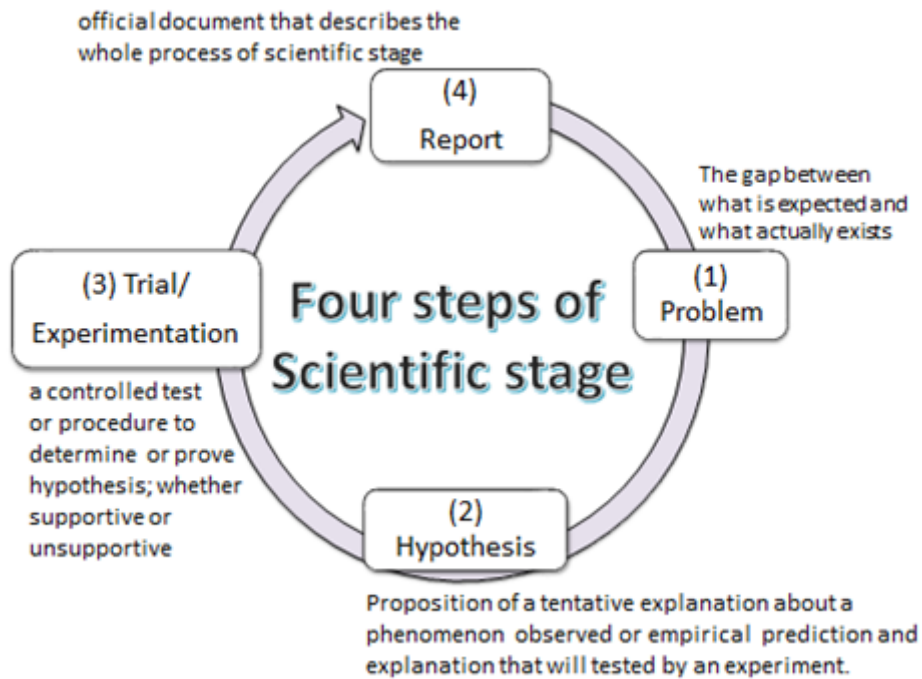 official document that describes the
whole process of scientific stage
(4)
Report
The gap between
what is expected and
what actually exists
(1)
Problem
(3) Trial/
Experimentation
Four steps of
Scientific stage
a controlled test
or procedure to
determine or prove
hypothesis; whether
supportive or
unsupportive
(2)
Hypothesis
Proposition of a tentative explanation about a
phenomenon observed or empirical prediction and
explanation that will tested by an experiment.